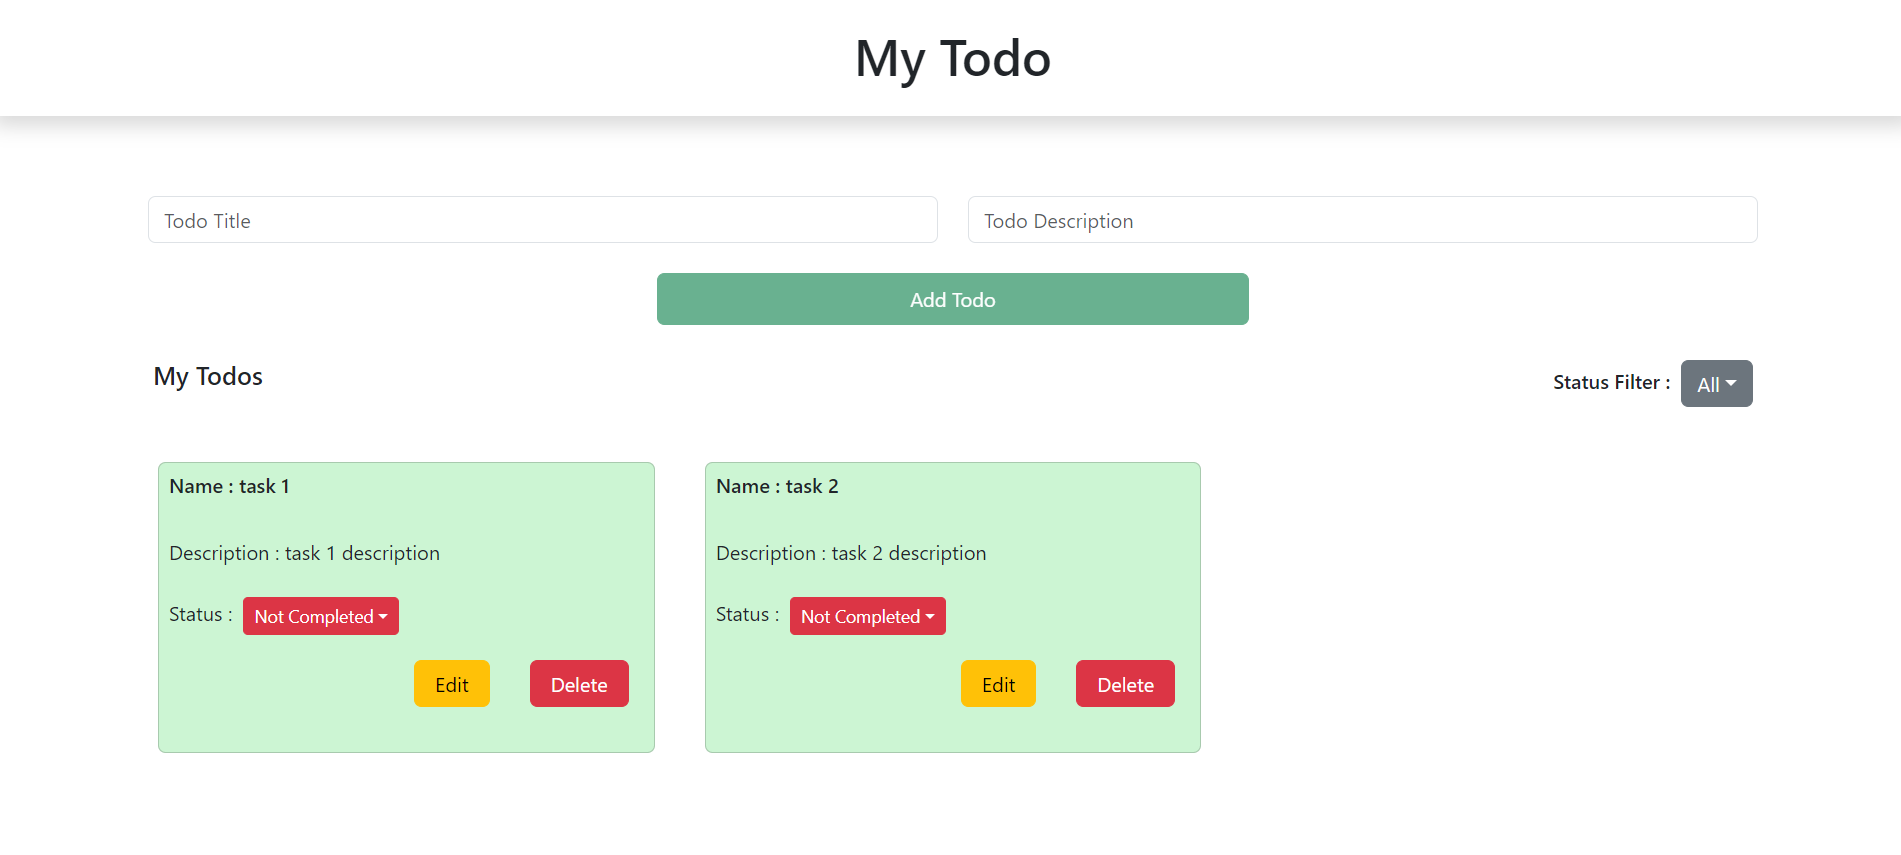 My Todo
Todo Title
Todo Description
Add Todo
My Todos
Status Filter :
All
Name : task 1
Description : task 1 description
Status :
Not Completed
Edit
Delete
Name : task 2
Description : task 2 description
Status :
Not Completed
Edit
Delete